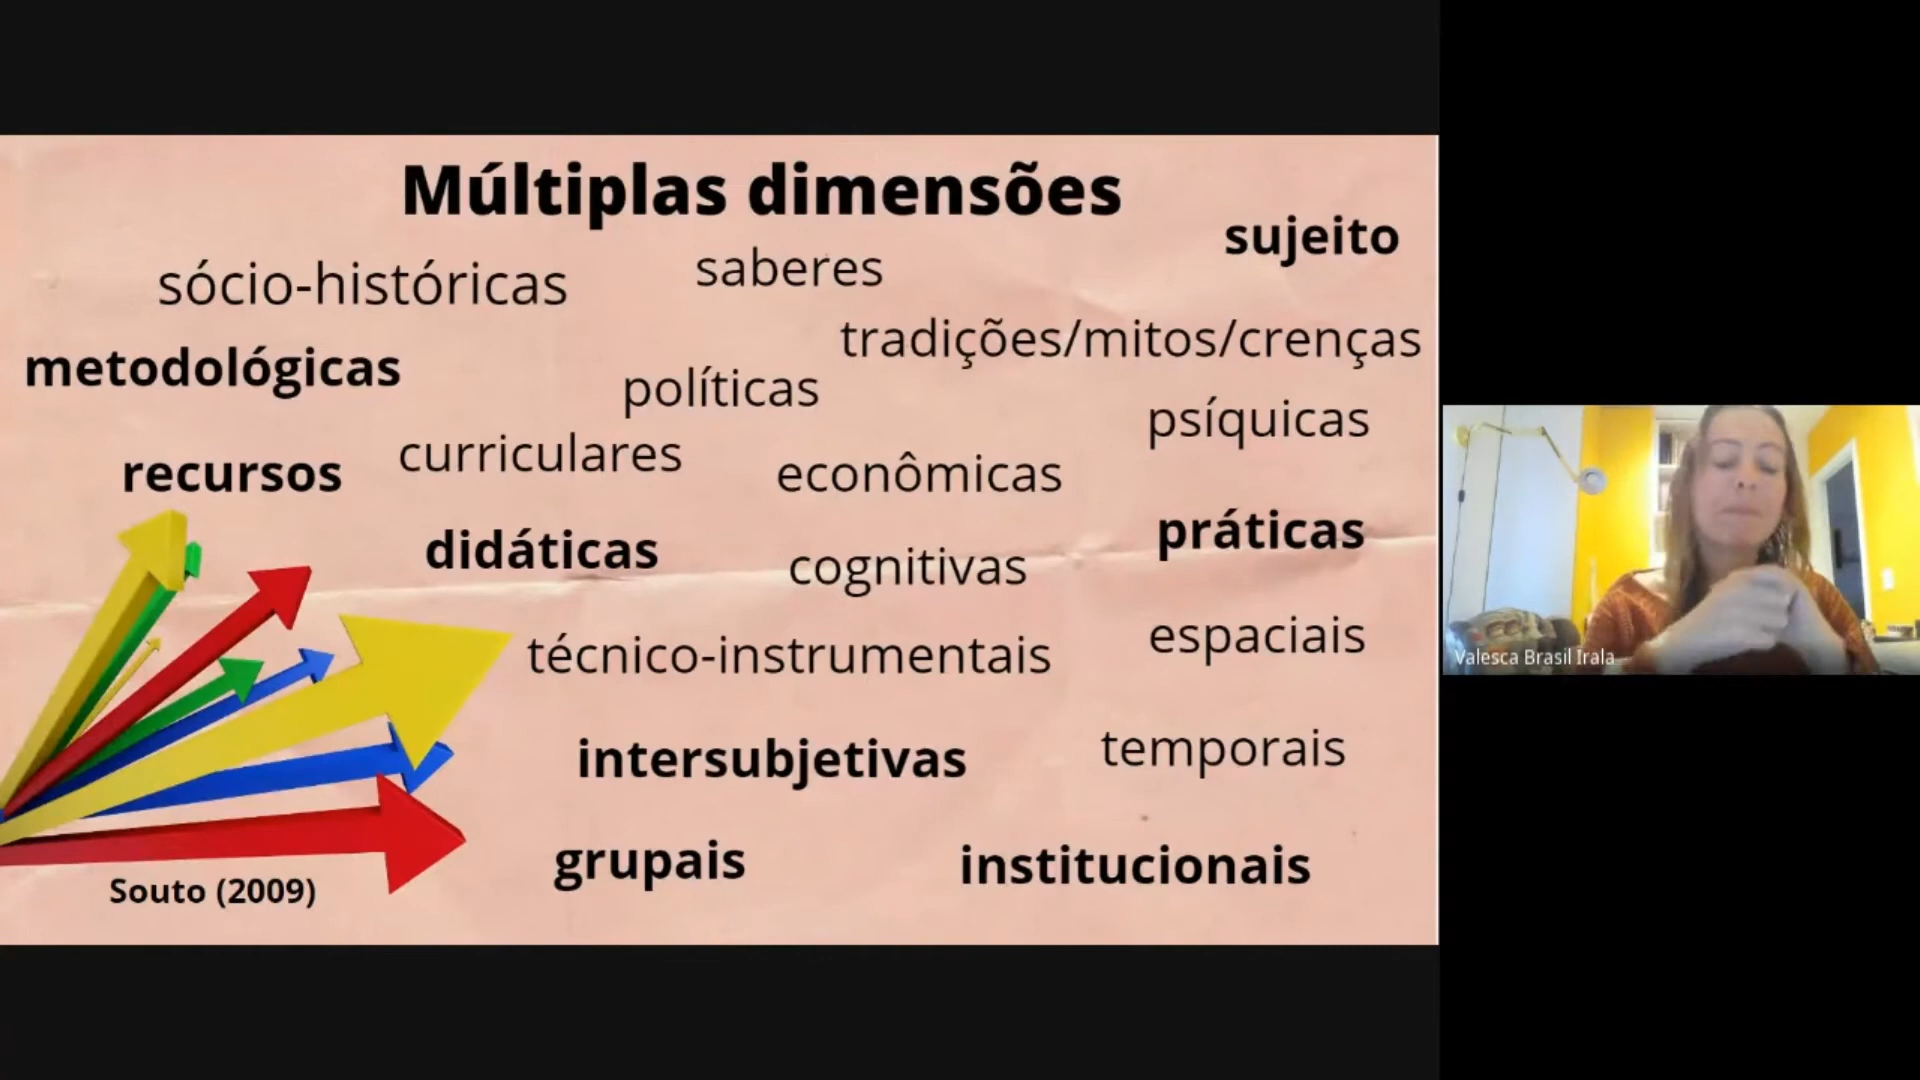 Múltiplas dimensões
sujeito
sócio-históricas
saberes
tradições/mitos/crenças
metodológicas
políticas
psíquicas
recursos
curriculares
econômicas
didáticas
cognitivas
práticas
técnico-instrumentais
espaciais
intersubjetivas
temporais
grupais
institucionais
Souto (2009)
Valesca Brasil Irala